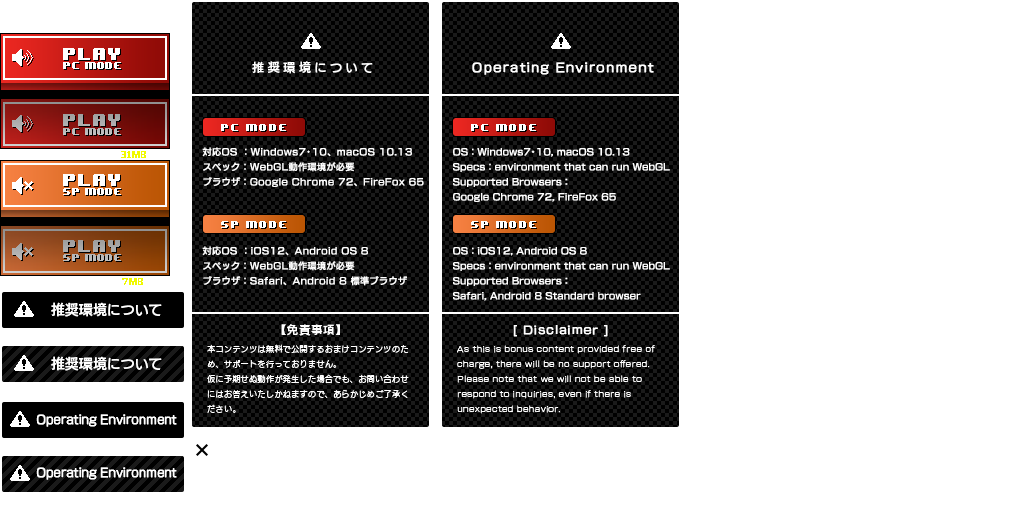 PLAY
PC MODE
PLAY
PC MODE
31MB
PLAY
SP MODE
PLAY
SP MODE
7MB
推奨環境について
推奨環境について
Operating Environment
Operating Environment
推奨環境について
PC MODE
対応OS ：Windows7･10、macOS 10.13
スペック：WebGL動作環境が必要
ブラウザ：Google Chrome 72、FireFox 65
SP MODE
対応OS ：iOS12、Android OS 8
スペック：WebGL動作環境が必要
ブラウザ：Safari、Android 8 標準ブラウザ
【免責事項】
本コンテンツは無料で公開するおまけコンテンツのた
め、サポートを行っておりません。
仮に予期せぬ動作が発生した場合でも、お問い合わせ
にはお答えいたしかねますので、あらかじめご了承く
ださい。
Operating Environment
PC MODE
OS：Windows7･10, macOS 10.13
Specs：environment that can run WebGL
Supported Browsers：
Google Chrome 72, FireFox 65
SP MODE
OS：iOS12, Android OS 8
Specs：environment that can run WebGL
Supported Browsers：
Safari, Android 8 Standard browser
[ Disclaimer ]
As this is bonus content provided free of
charge, there will be no support offered.
Please note that we will not be able to
respond to inquiries, even if there is
unexpected behavior.